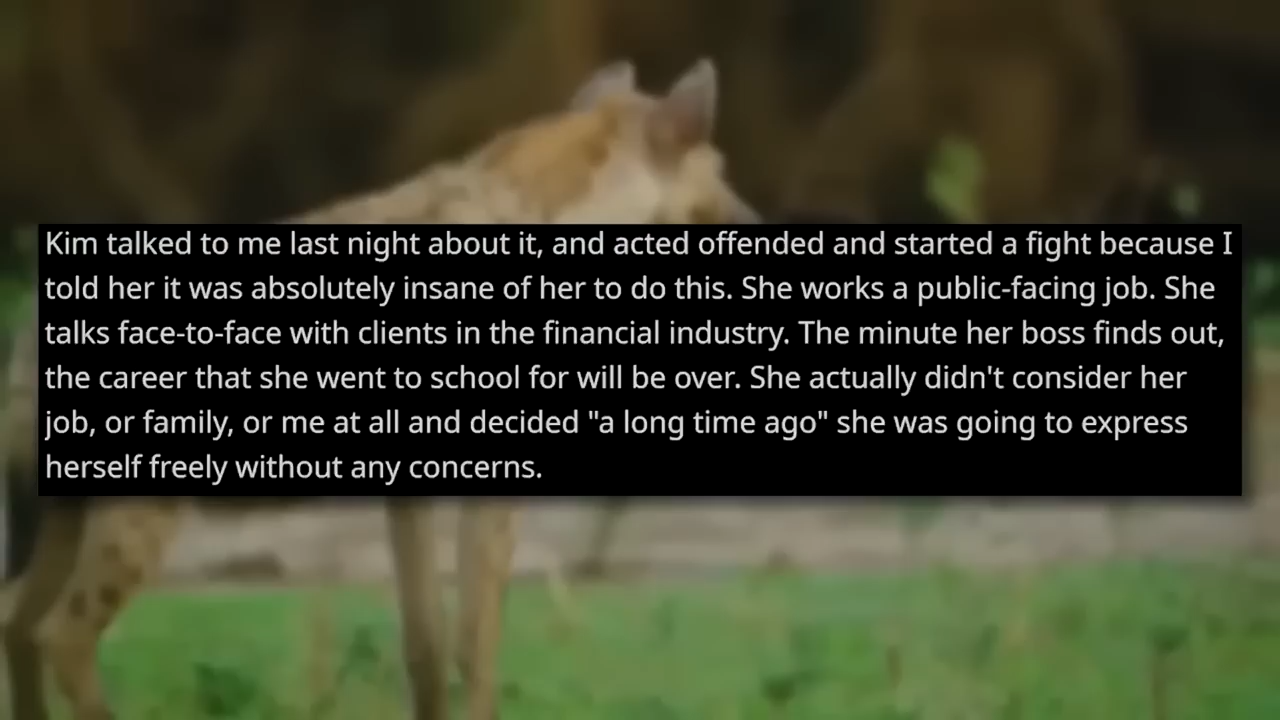 Kim talked to me last night about it, and acted offended and started a fight because I
told her it was absolutely insane of her to do this. She works a public-facing job. She
talks face-to-face with clients in the financial industry. The minute her boss finds out,
the career that she went to school for will be over. She actually didn't consider her
job, or family, or me at all and decided "a long time ago" she was going to express
herself freely without any concerns.